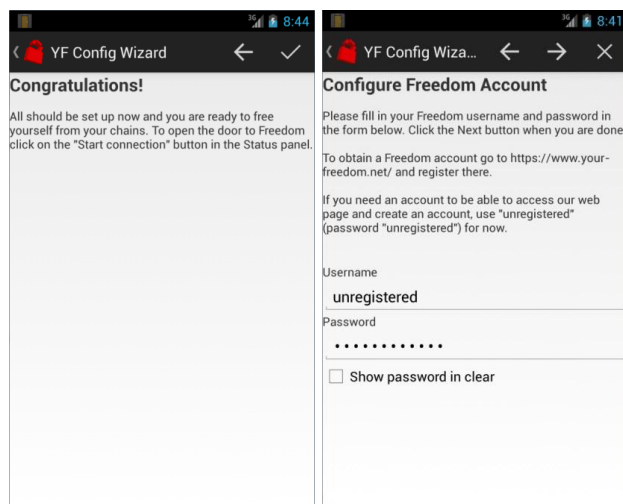 3G 8:44
YF Config Wizard
Congratulations!
All should be set up now and you are ready to free
yourself from your chains. To open the door to Freedom
click on the "Start connection" button in the Status panel.
3G 8:41
YF Config Wiza...
Configure Freedom Account
Please fill in your Freedom username and password in
the form below. Click the Next button when you are done
To obtain a Freedom account go to https://www.your-
freedom.net/ and register there.
If you need an account to be able to access our web
page and create an account, use "unregistered"
(password "unregistered") for now.
Username
unregistered
Password
••••••••••••
Show password in clear